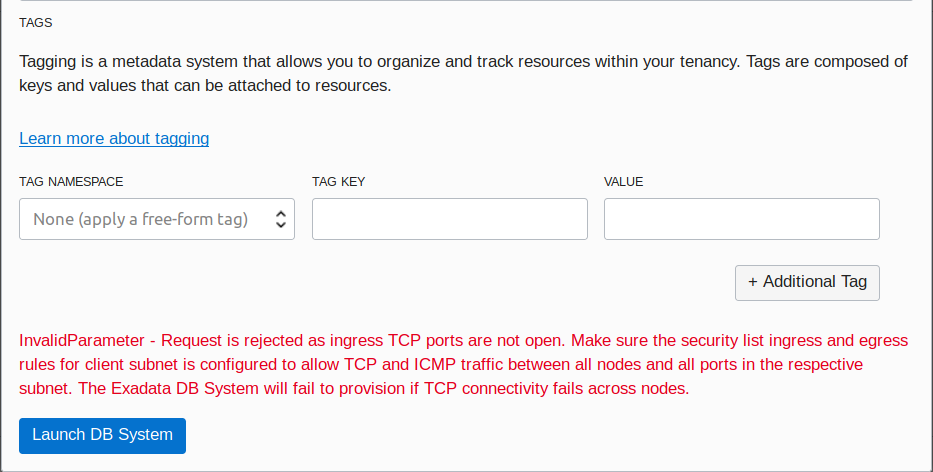 TAGS
Tagging is a metadata system that allows you to organize and track resources within your tenancy. Tags are composed of
keys and values that can be attached to resources.
Learn more about tagging
TAG NAMESPACE TAG KEY VALUE
None (apply a free-form tag)
+ Additional Tag
InvalidParameter - Request is rejected as ingress TCP ports are not open. Make sure the security list ingress and egress
rules for client subnet is configured to allow TCP and ICMP traffic between all nodes and all ports in the respective
subnet. The Exadata DB System will fail to provision if TCP connectivity fails across nodes.
Launch DB System